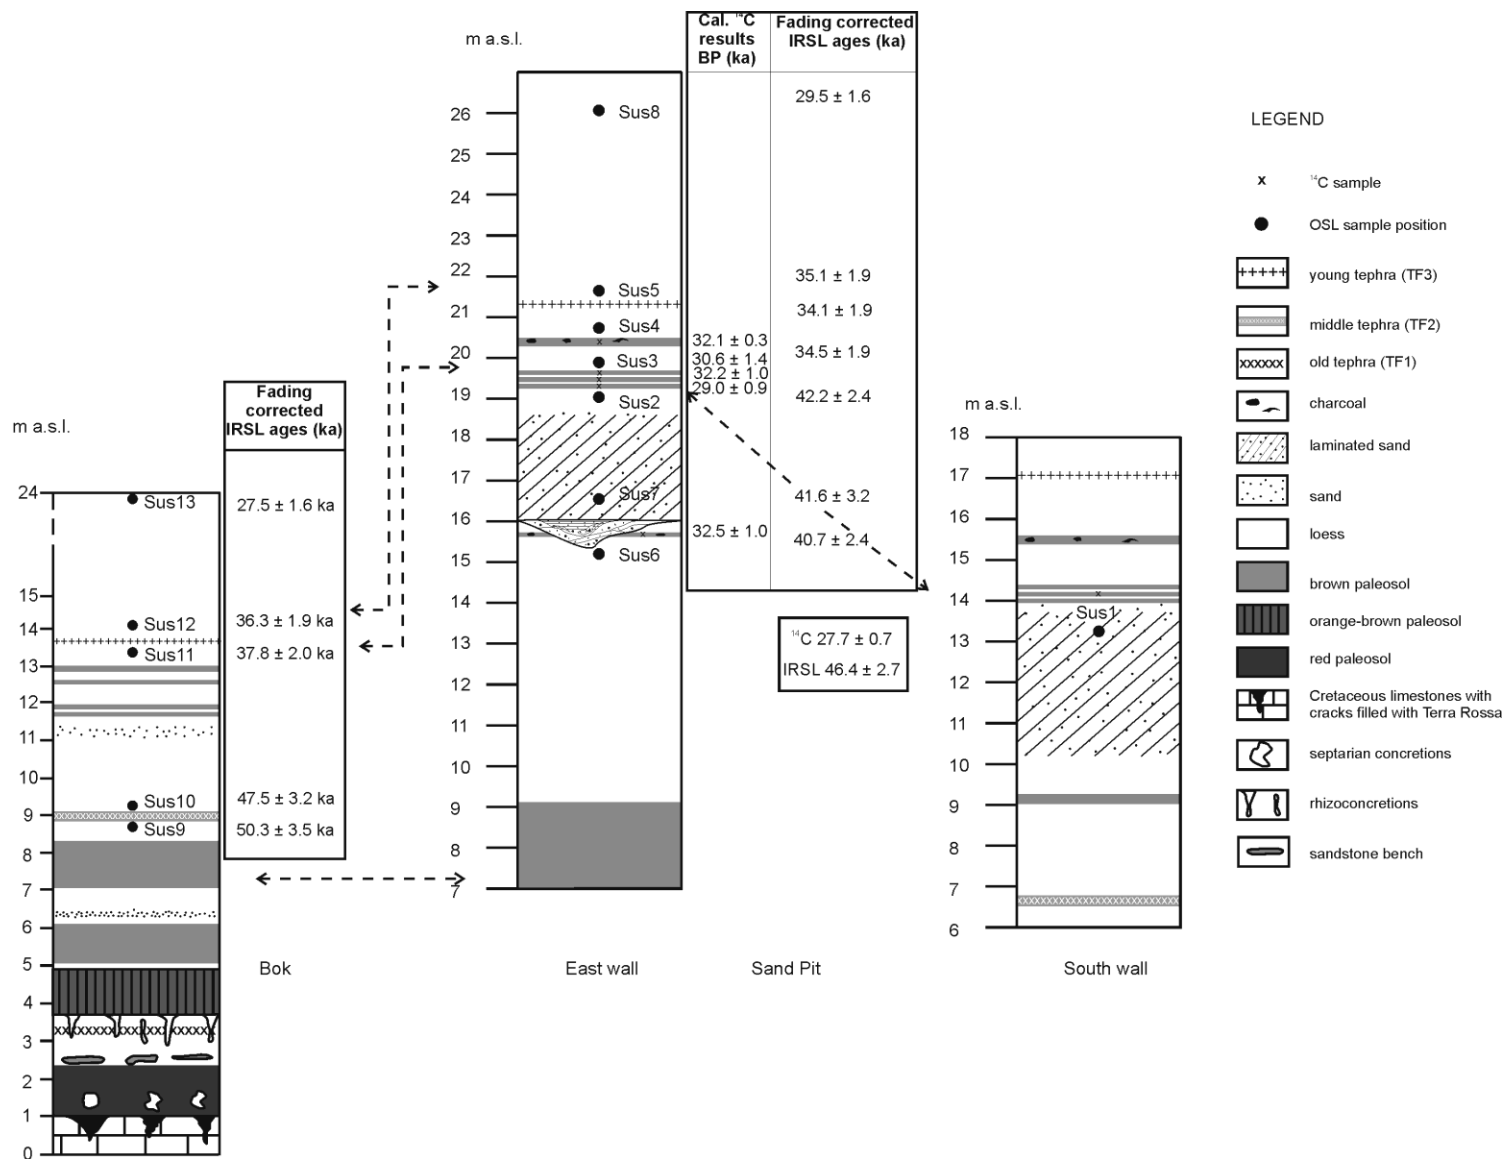 m a.s.l.
Fading
corrected
IRSL ages (ka)
24
15
14
13
12
11
10
9
8
7
6
5
4
3
2
1
0
Sus13
Sus12
Sus11
Sus10
Sus9
27.5 ± 1.6 ka
36.3 ± 1.9 ka
37.8 ± 2.0 ka
47.5 ± 3.2 ka
50.3 ± 3.5 ka
Bok
m a.s.l.
26
25
24
23
22
21
20
19
18
17
16
15
14
13
12
11
10
9
8
7
Sus8
Sus5
Sus4
Sus3
Sus2
Sus7
Sus6
Cal. ¹⁴C
results
BP (ka)
32.1 ± 0.3
30.6 ± 1.4
32.2 ± 1.0
29.0 ± 0.9
32.5 ± 1.0
Fading corrected
IRSL ages (ka)
29.5 ± 1.6
35.1 ± 1.9
34.1 ± 1.9
34.5 ± 1.9
42.2 ± 2.4
41.6 ± 3.2
40.7 ± 2.4
¹⁴C 27.7 ± 0.7
IRSL 46.4 ± 2.7
East wall
Sand Pit
m a.s.l.
18
17
16
15
14
13
12
11
10
9
8
7
6
Sus1
South wall
LEGEND
x ¹⁴C sample
OSL sample position
young tephra (TF3)
middle tephra (TF2)
old tephra (TF1)
charcoal
laminated sand
sand
loess
brown paleosol
orange-brown paleosol
red paleosol
Cretaceous limestones with
cracks filled with Terra Rossa
septarian concretions
rhizoconcretions
sandstone bench